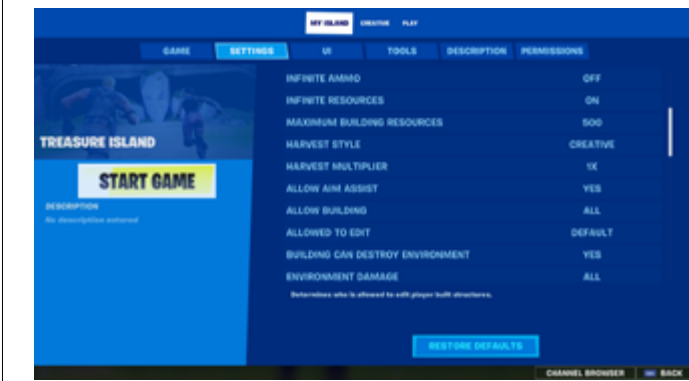 MY ISLAND CREATIVE PLAY
GAME SETTINGS UI TOOLS DESCRIPTION PERMISSIONS
INFINITE AMMO OFF
INFINITE RESOURCES ON
MAXIMUM BUILDING RESOURCES 500
TREASURE ISLAND
HARVEST STYLE CREATIVE
HARVEST MULTIPLIER 1X
START GAME
ALLOW AIM ASSIST YES
DESCRIPTION
No description entered
ALLOW BUILDING ALL
ALLOWED TO EDIT DEFAULT
BUILDING CAN DESTROY ENVIRONMENT YES
ENVIRONMENT DAMAGE ALL
Determines who is allowed to edit player built structures.
RESTORE DEFAULTS
CHANNEL BROWSER BACK